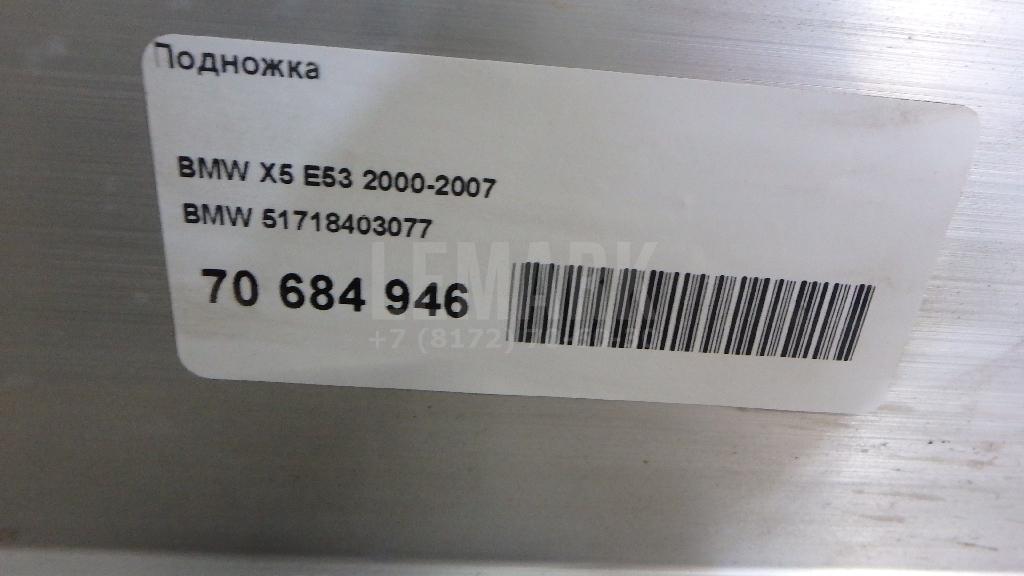 Подножка
BMW X5 E53 2000-2007
BMW 51718403077
LEMARK
70 684 946
+7 (8172)